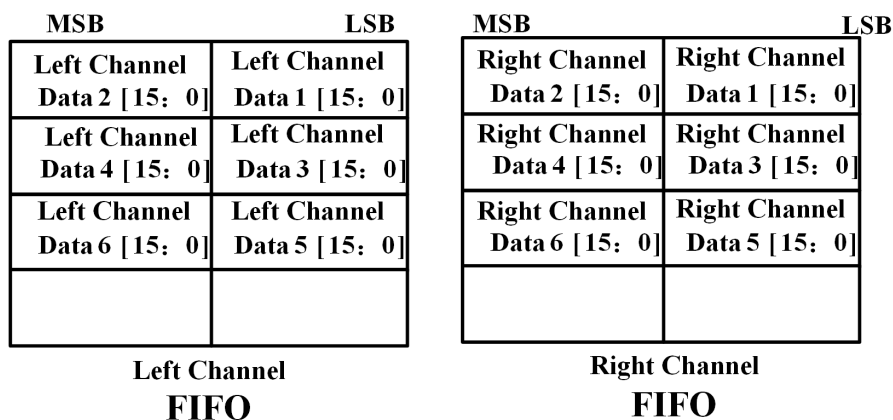 MSB LSB
Left Channel Left Channel
Data 2 [15：0] Data 1 [15：0]
Left Channel Left Channel
Data 4 [15：0] Data 3 [15：0]
Left Channel Left Channel
Data 6 [15：0] Data 5 [15：0]
Left Channel
FIFO
MSB LSB
Right Channel Right Channel
Data 2 [15：0] Data 1 [15：0]
Right Channel Right Channel
Data 4 [15：0] Data 3 [15：0]
Right Channel Right Channel
Data 6 [15：0] Data 5 [15：0]
Right Channel
FIFO